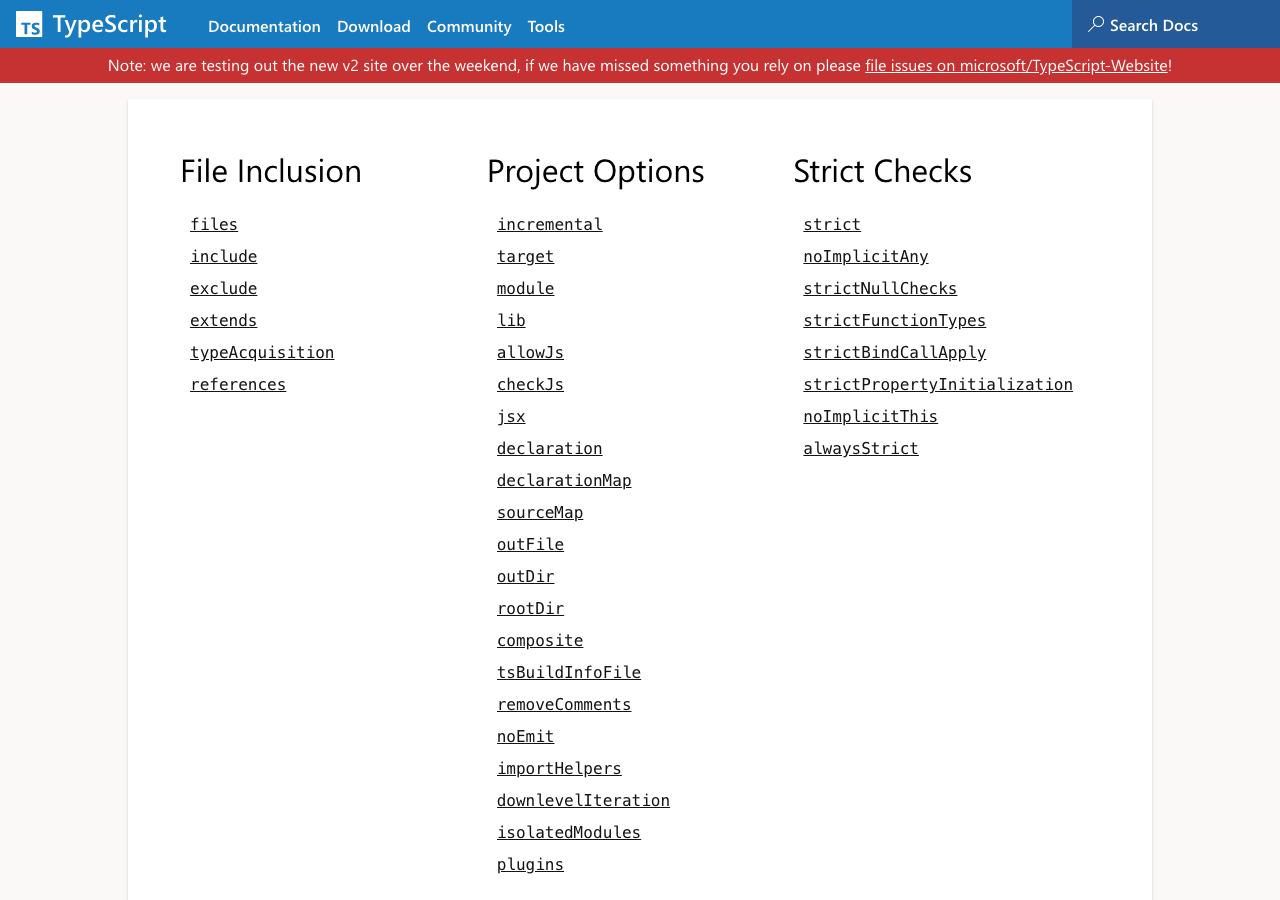 TS TypeScript
Documentation Download Community Tools
Search Docs
Note: we are testing out the new v2 site over the weekend, if we have missed something you rely on please file issues on microsoft/TypeScript-Website!
File Inclusion
files
include
exclude
extends
typeAcquisition
references
Project Options
incremental
target
module
lib
allowJs
checkJs
jsx
declaration
declarationMap
sourceMap
outFile
outDir
rootDir
composite
tsBuildInfoFile
removeComments
noEmit
importHelpers
downlevelIteration
isolatedModules
plugins
Strict Checks
strict
noImplicitAny
strictNullChecks
strictFunctionTypes
strictBindCallApply
strictPropertyInitialization
noImplicitThis
alwaysStrict